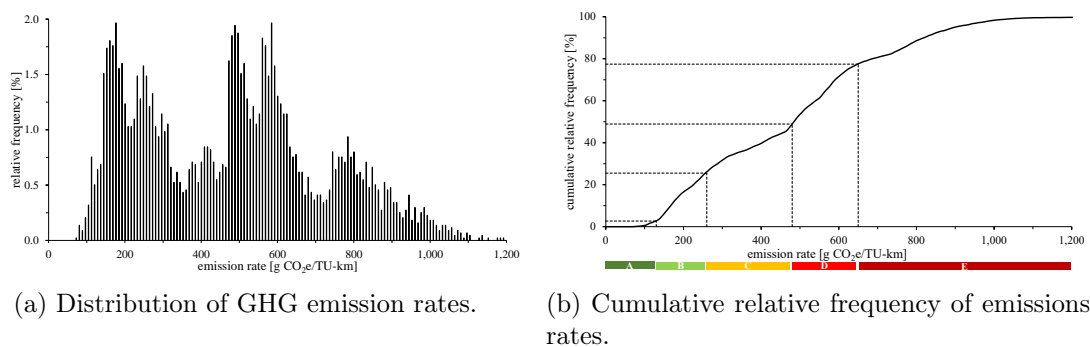 relative frequency [%]
2.0
1.5
1.0
0.5
0.0
0 200 400 600 800 1,000 1,200
emission rate [g CO2e/TU-km]
(a) Distribution of GHG emission rates.
cumulative relative frequency [%]
100
80
60
40
20
0
0 200 400 600 800 1,000 1,200
emission rate [g CO2e/TU-km]
A B C D E
(b) Cumulative relative frequency of emissions
rates.